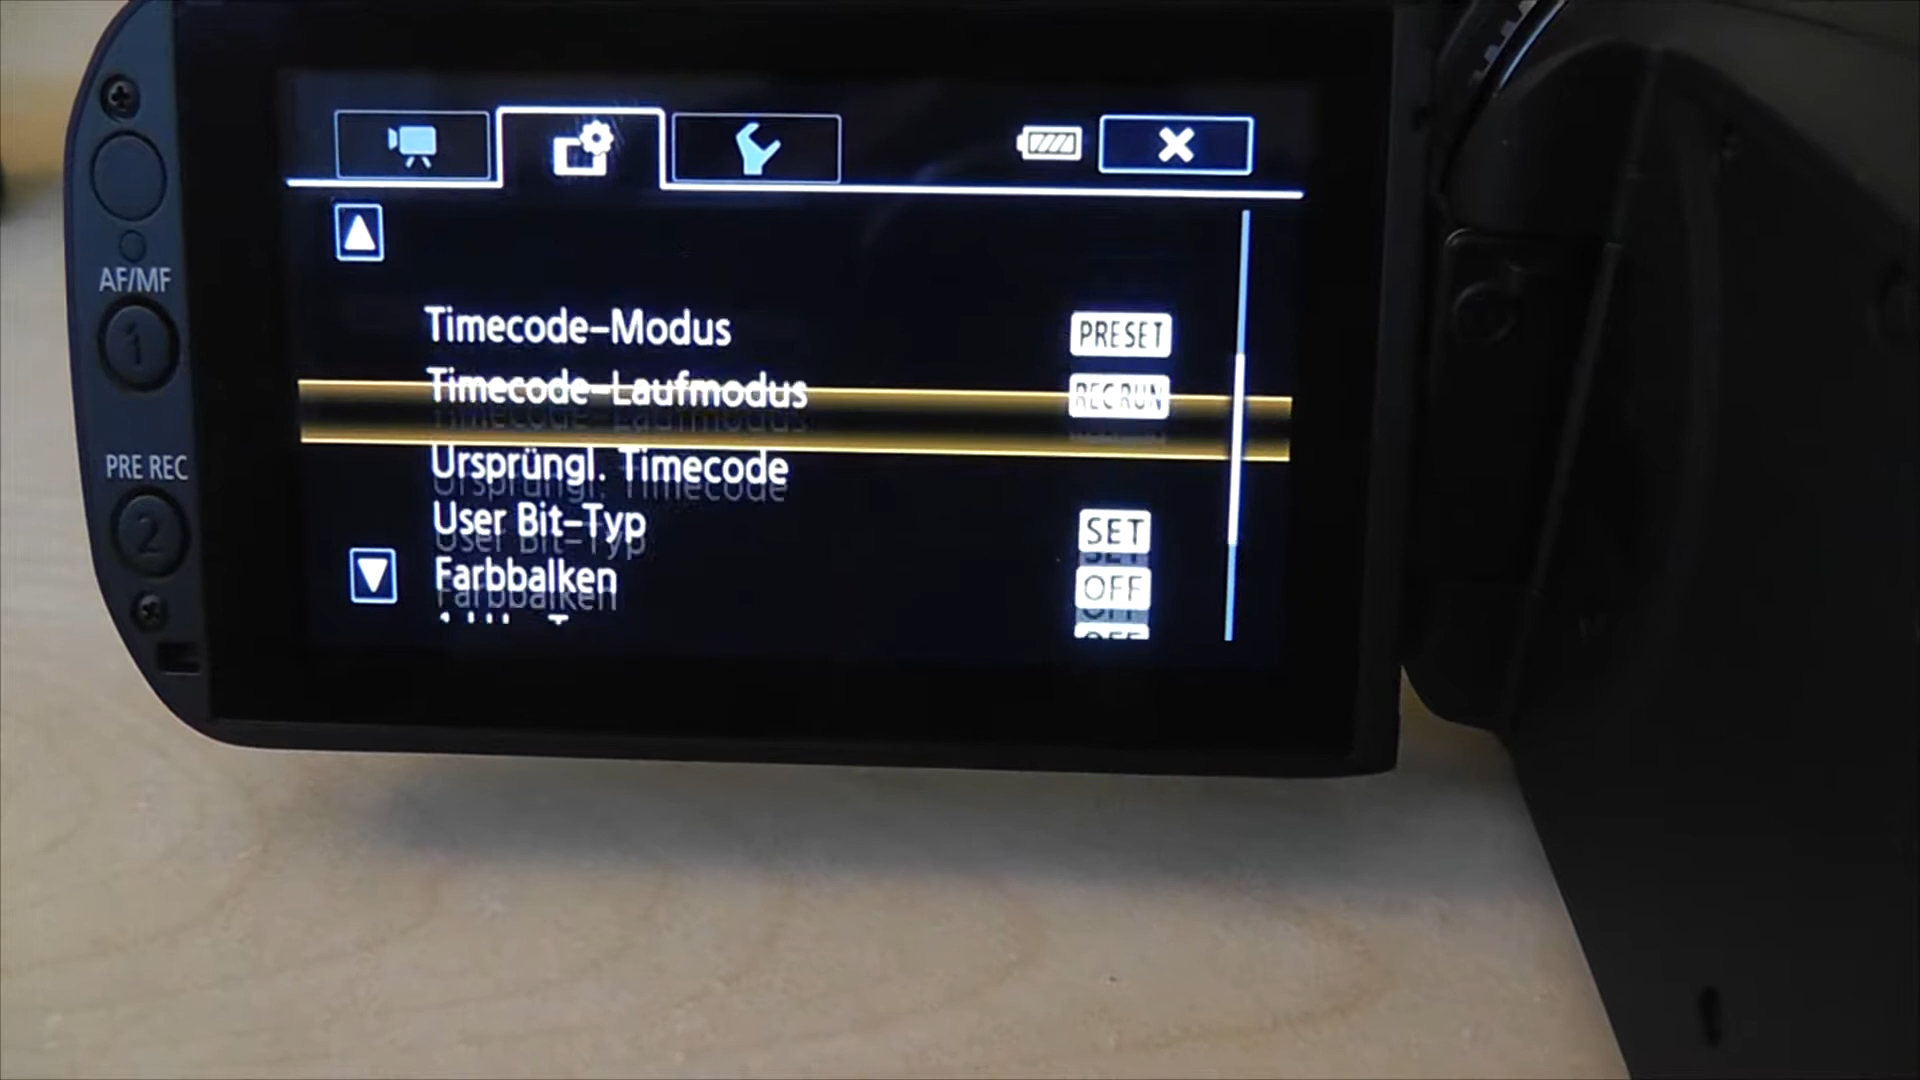 AF/MF
1
PRE REC
2
Timecode-Modus PRESET
Timecode-Laufmodus REC RUN
Ursprüngl. Timecode
User Bit-Typ SET
Farbbalken OFF
OFF